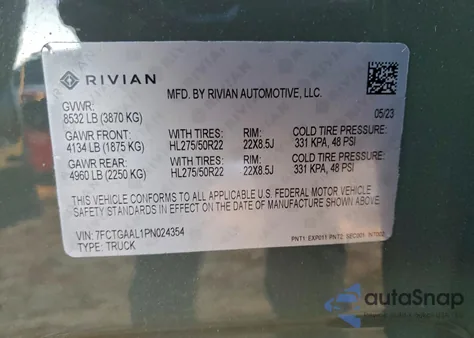 RIVIAN
MFD. BY RIVIAN AUTOMOTIVE, LLC.
GVWR:
8532 LB (3870 KG)
05/23
GAWR FRONT: WITH TIRES: RIM: COLD TIRE PRESSURE:
4134 LB (1875 KG) HL275/50R22 22X8.5J 331 KPA, 48 PSI
GAWR REAR: WITH TIRES: RIM: COLD TIRE PRESSURE:
4960 LB (2250 KG) HL275/50R22 22X8.5J 331 KPA, 48 PSI
THIS VEHICLE CONFORMS TO ALL APPLICABLE U.S. FEDERAL MOTOR VEHICLE
SAFETY STANDARDS IN EFFECT ON THE DATE OF MANUFACTURE SHOWN ABOVE.
VIN: 7FCTGAAL1PN024354
TYPE: TRUCK
PNT1: EXP011 PNT2:
autoSnap